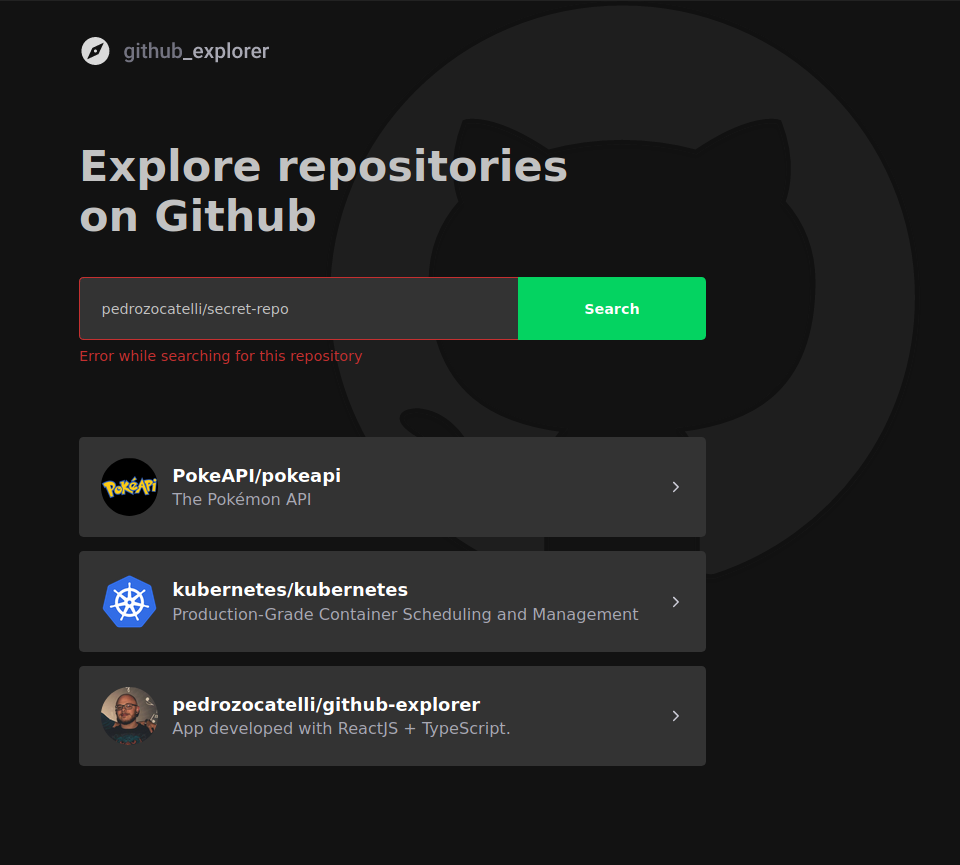 github_explorer
Explore repositories
on Github
pedrozocatelli/secret-repo
Search
Error while searching for this repository
PokéAPi
PokeAPI/pokeapi
The Pokémon API
kubernetes/kubernetes
Production-Grade Container Scheduling and Management
pedrozocatelli/github-explorer
App developed with ReactJS + TypeScript.